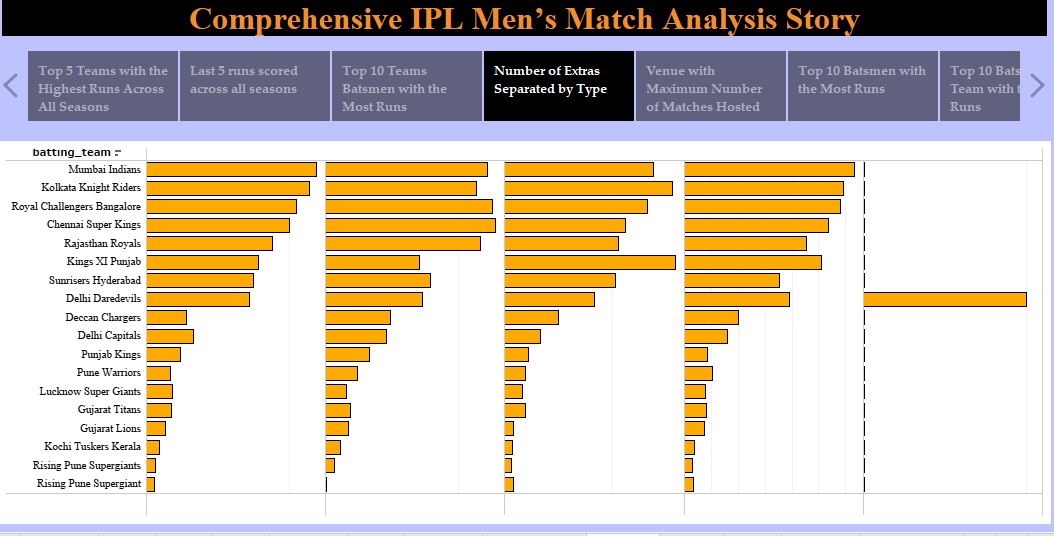 Comprehensive IPL Men's Match Analysis Story
Top 5 Teams with the
Highest Runs Across
All Seasons
Last 5 runs scored
across all seasons
Top 10 Teams
Batsmen with the
Most Runs
Number of Extras
Separated by Type
Venue with
Maximum Number
of Matches Hosted
Top 10 Batsmen with
the Most Runs
Top 10 Bats
Team with t
Runs
batting_team
Mumbai Indians
Kolkata Knight Riders
Royal Challengers Bangalore
Chennai Super Kings
Rajasthan Royals
Kings XI Punjab
Sunrisers Hyderabad
Delhi Daredevils
Deccan Chargers
Delhi Capitals
Punjab Kings
Pune Warriors
Lucknow Super Giants
Gujarat Titans
Gujarat Lions
Kochi Tuskers Kerala
Rising Pune Supergiants
Rising Pune Supergiant